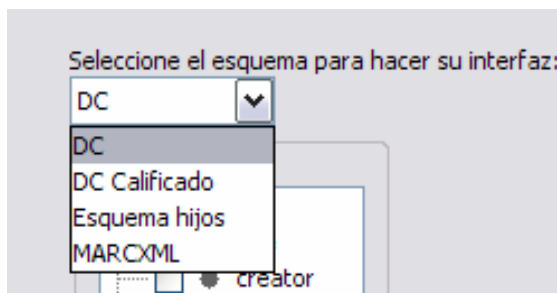 Seleccione el esquema para hacer su interfaz:
DC
DC
DC Calificado
Esquema hijos
MARCXML
creator